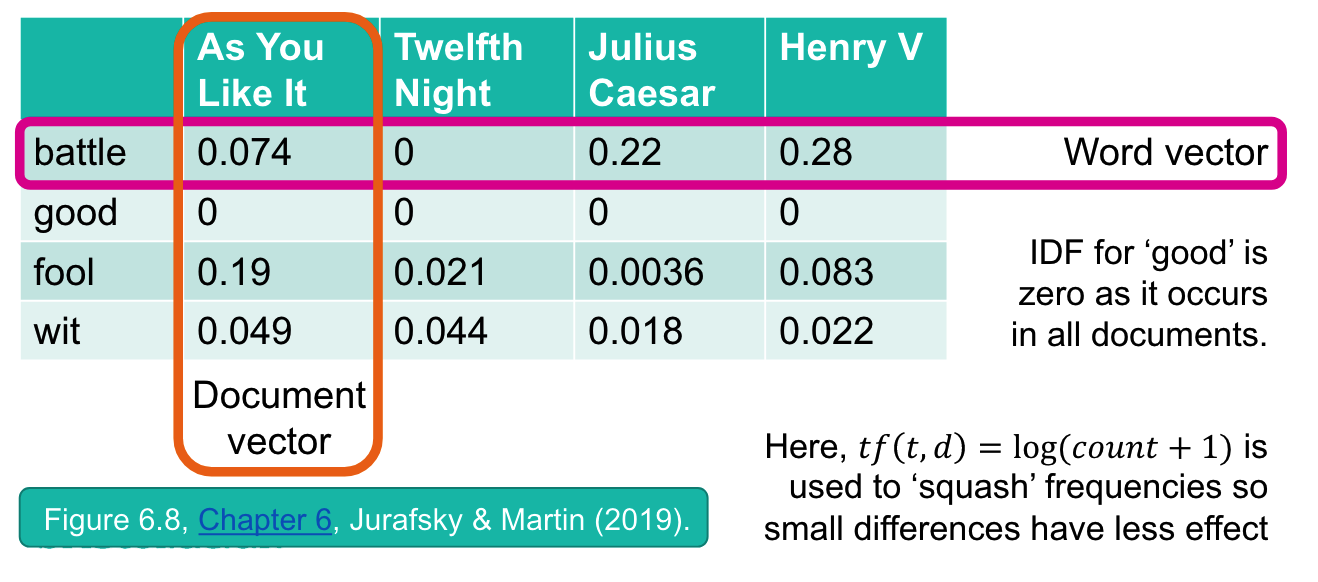 As You Like It | Twelfth Night | Julius Caesar | Henry V
battle | 0.074 | 0 | 0.22 | 0.28 | Word vector
good | 0 | 0 | 0 | 0
fool | 0.19 | 0.021 | 0.0036 | 0.083
wit | 0.049 | 0.044 | 0.018 | 0.022
IDF for ‘good’ is
zero as it occurs
in all documents.
Document
vector
Here, 𝑡𝑓(𝑡, 𝑑) = log(𝑐𝑜𝑢𝑛𝑡 + 1) is
used to ‘squash’ frequencies so
small differences have less effect
Figure 6.8, Chapter 6, Jurafsky & Martin (2019).